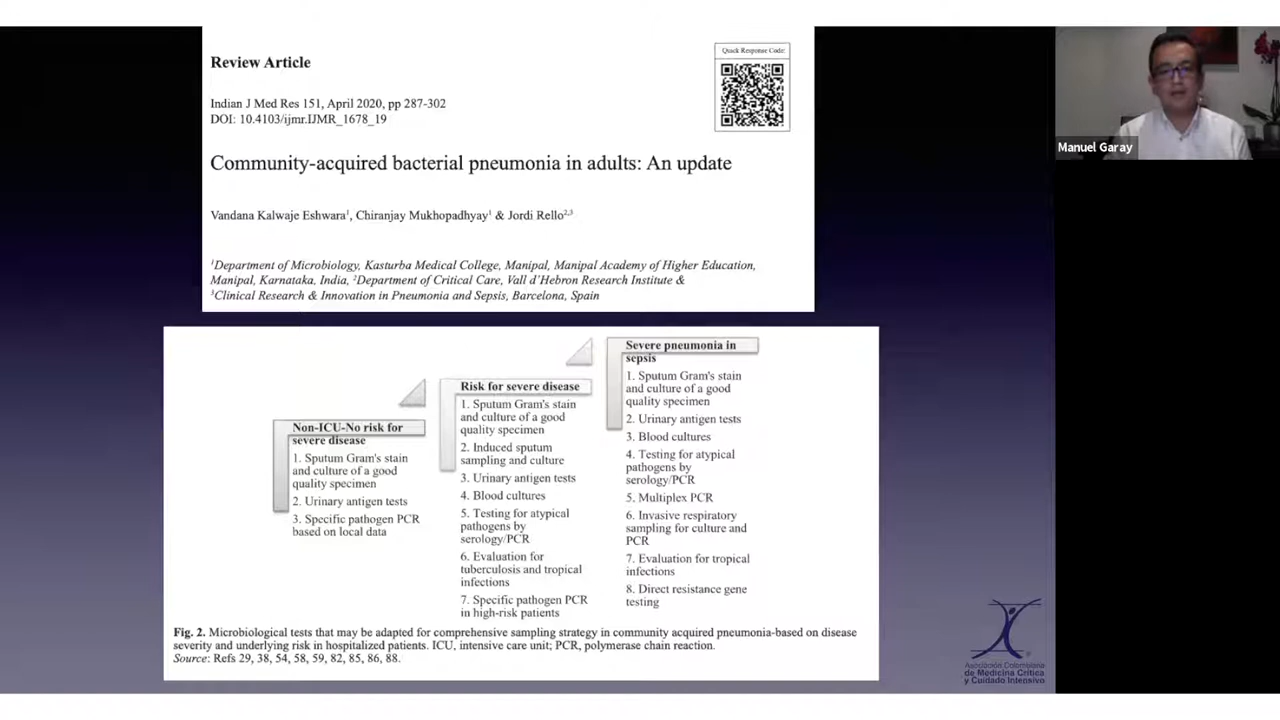 Review Article
Quick Response Code:
Indian J Med Res 151, April 2020, pp 287-302
DOI: 10.4103/ijmr.IJMR_1678_19
Community-acquired bacterial pneumonia in adults: An update
Vandana Kalwaje Eshwara1, Chiranjay Mukhopadhyay1 & Jordi Rello2,3
1Department of Microbiology, Kasturba Medical College, Manipal, Manipal Academy of Higher Education,
Manipal, Karnataka, India, 2Department of Critical Care, Vall d'Hebron Research Institute &
3Clinical Research & Innovation in Pneumonia and Sepsis, Barcelona, Spain
Manuel Garay
Non-ICU-No risk for
severe disease
1. Sputum Gram's stain
and culture of a good
quality specimen
2. Urinary antigen tests
3. Specific pathogen PCR
based on local data
Risk for severe disease
1. Sputum Gram's stain
and culture of a good
quality specimen
2. Induced sputum
sampling and culture
3. Urinary antigen tests
4. Blood cultures
5. Testing for atypical
pathogens by
serology/PCR
6. Evaluation for
tuberculosis and tropical
infections
7. Specific pathogen PCR
in high-risk patients
Severe pneumonia in
sepsis
1. Sputum Gram's stain
and culture of a good
quality specimen
2. Urinary antigen tests
3. Blood cultures
4. Testing for atypical
pathogens by
serology/PCR
5. Multiplex PCR
6. Invasive respiratory
sampling for culture and
PCR
7. Evaluation for tropical
infections
8. Direct resistance gene
testing
Fig. 2. Microbiological tests that may be adapted for comprehensive sampling strategy in community acquired pneumonia-based on disease
severity and underlying risk in hospitalized patients. ICU, intensive care unit; PCR, polymerase chain reaction.
Source: Refs 29, 38, 54, 58, 59, 82, 85, 86, 88.
Asociación Colombiana
de Medicina Crítica
y Cuidado Intensivo